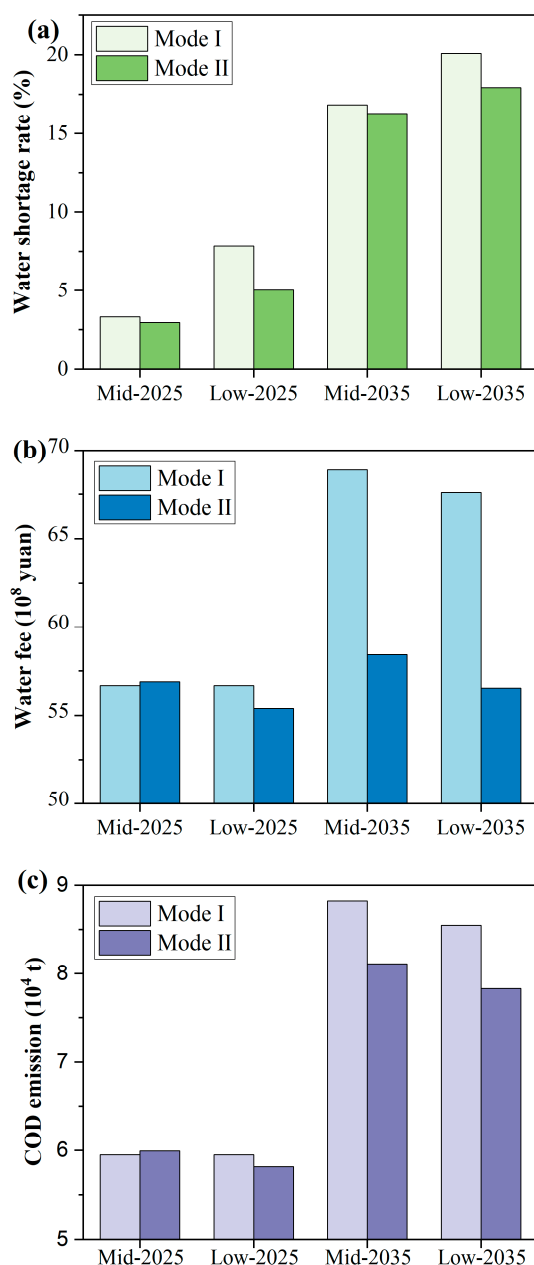 (a)
Mode I
Mode II
Water shortage rate (%)
20
15
10
5
0
Mid-2025 Low-2025 Mid-2035 Low-2035
(b)
Mode I
Mode II
Water fee (10⁸ yuan)
70
65
60
55
50
Mid-2025 Low-2025 Mid-2035 Low-2035
(c)
Mode I
Mode II
COD emission (10⁴ t)
9
8
7
6
5
Mid-2025 Low-2025 Mid-2035 Low-2035